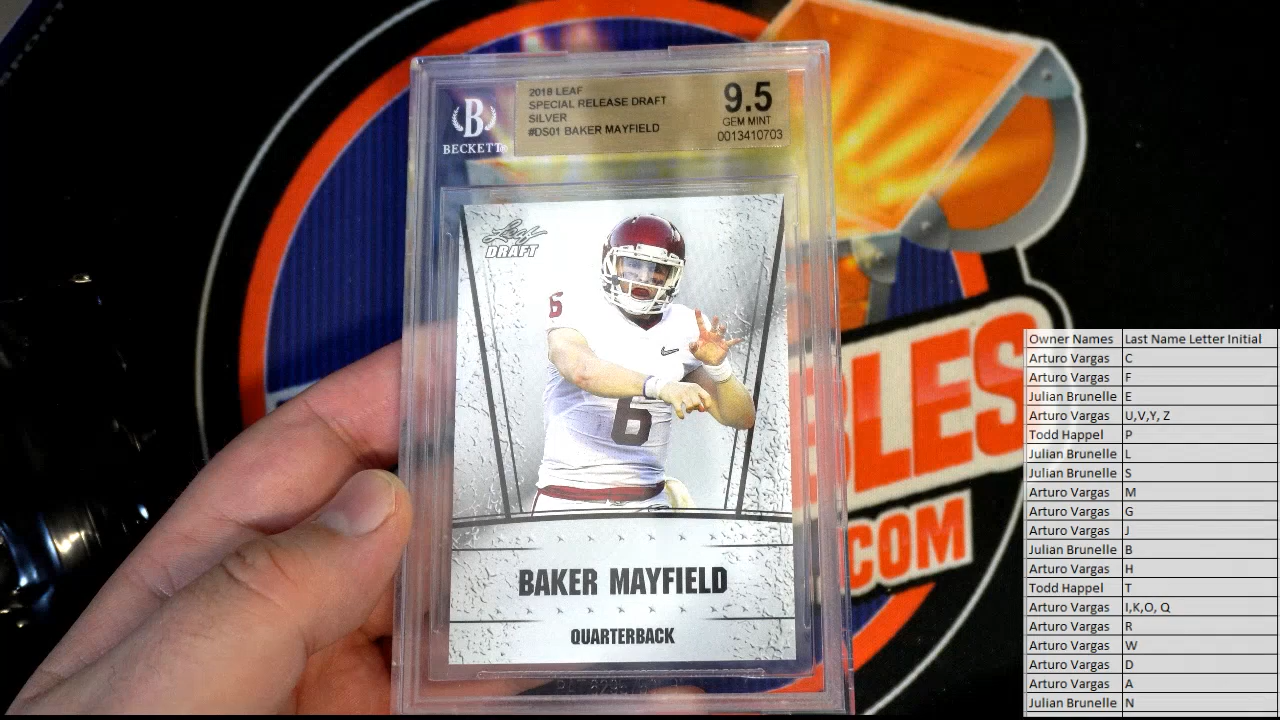 2018 LEAF
SPECIAL RELEASE DRAFT
SILVER
#DS01 BAKER MAYFIELD
9.5
GEM MINT
0013410703
B
BECKETT
Leaf
DRAFT
6
6
BAKER MAYFIELD
QUARTERBACK
BLES
.COM
Owner Names Last Name Letter Initial
Arturo Vargas C
Arturo Vargas F
Julian Brunelle E
Arturo Vargas U,V,Y, Z
Todd Happel P
Julian Brunelle L
Julian Brunelle S
Arturo Vargas M
Arturo Vargas G
Arturo Vargas J
Julian Brunelle B
Arturo Vargas H
Todd Happel T
Arturo Vargas I,K,O, Q
Arturo Vargas R
Arturo Vargas W
Arturo Vargas D
Arturo Vargas A
Julian Brunelle N